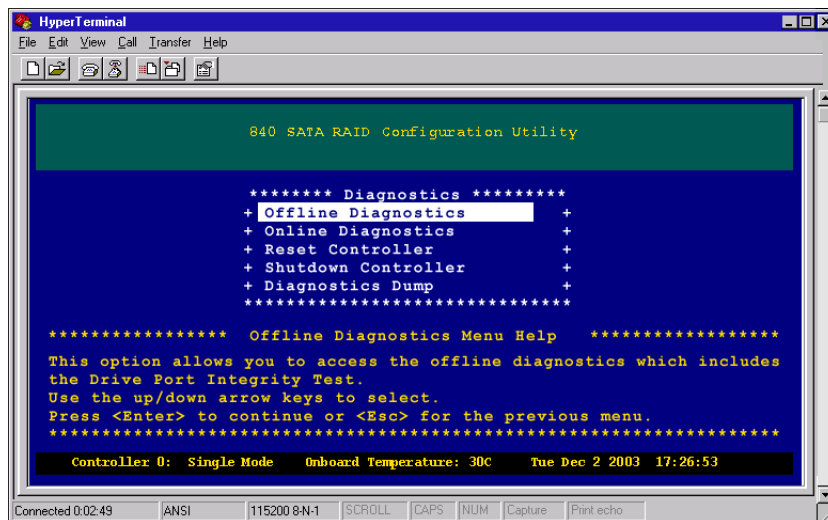 HyperTerminal
File Edit View Call Transfer Help
840 SATA RAID Configuration Utility
******** Diagnostics *********
+ Offline Diagnostics +
+ Online Diagnostics +
+ Reset Controller +
+ Shutdown Controller +
+ Diagnostics Dump +
*******************************
***************** Offline Diagnostics Menu Help ******************
This option allows you to access the offline diagnostics which includes
the Drive Port Integrity Test.
Use the up/down arrow keys to select.
Press <Enter> to continue or <Esc> for the previous menu.
***********************************************************************
Controller 0: Single Mode Onboard Temperature: 30C Tue Dec 2 2003 17:26:53
Connected 0:02:49 ANSI 115200 8-N-1 SCROLL CAPS NUM Capture Print echo